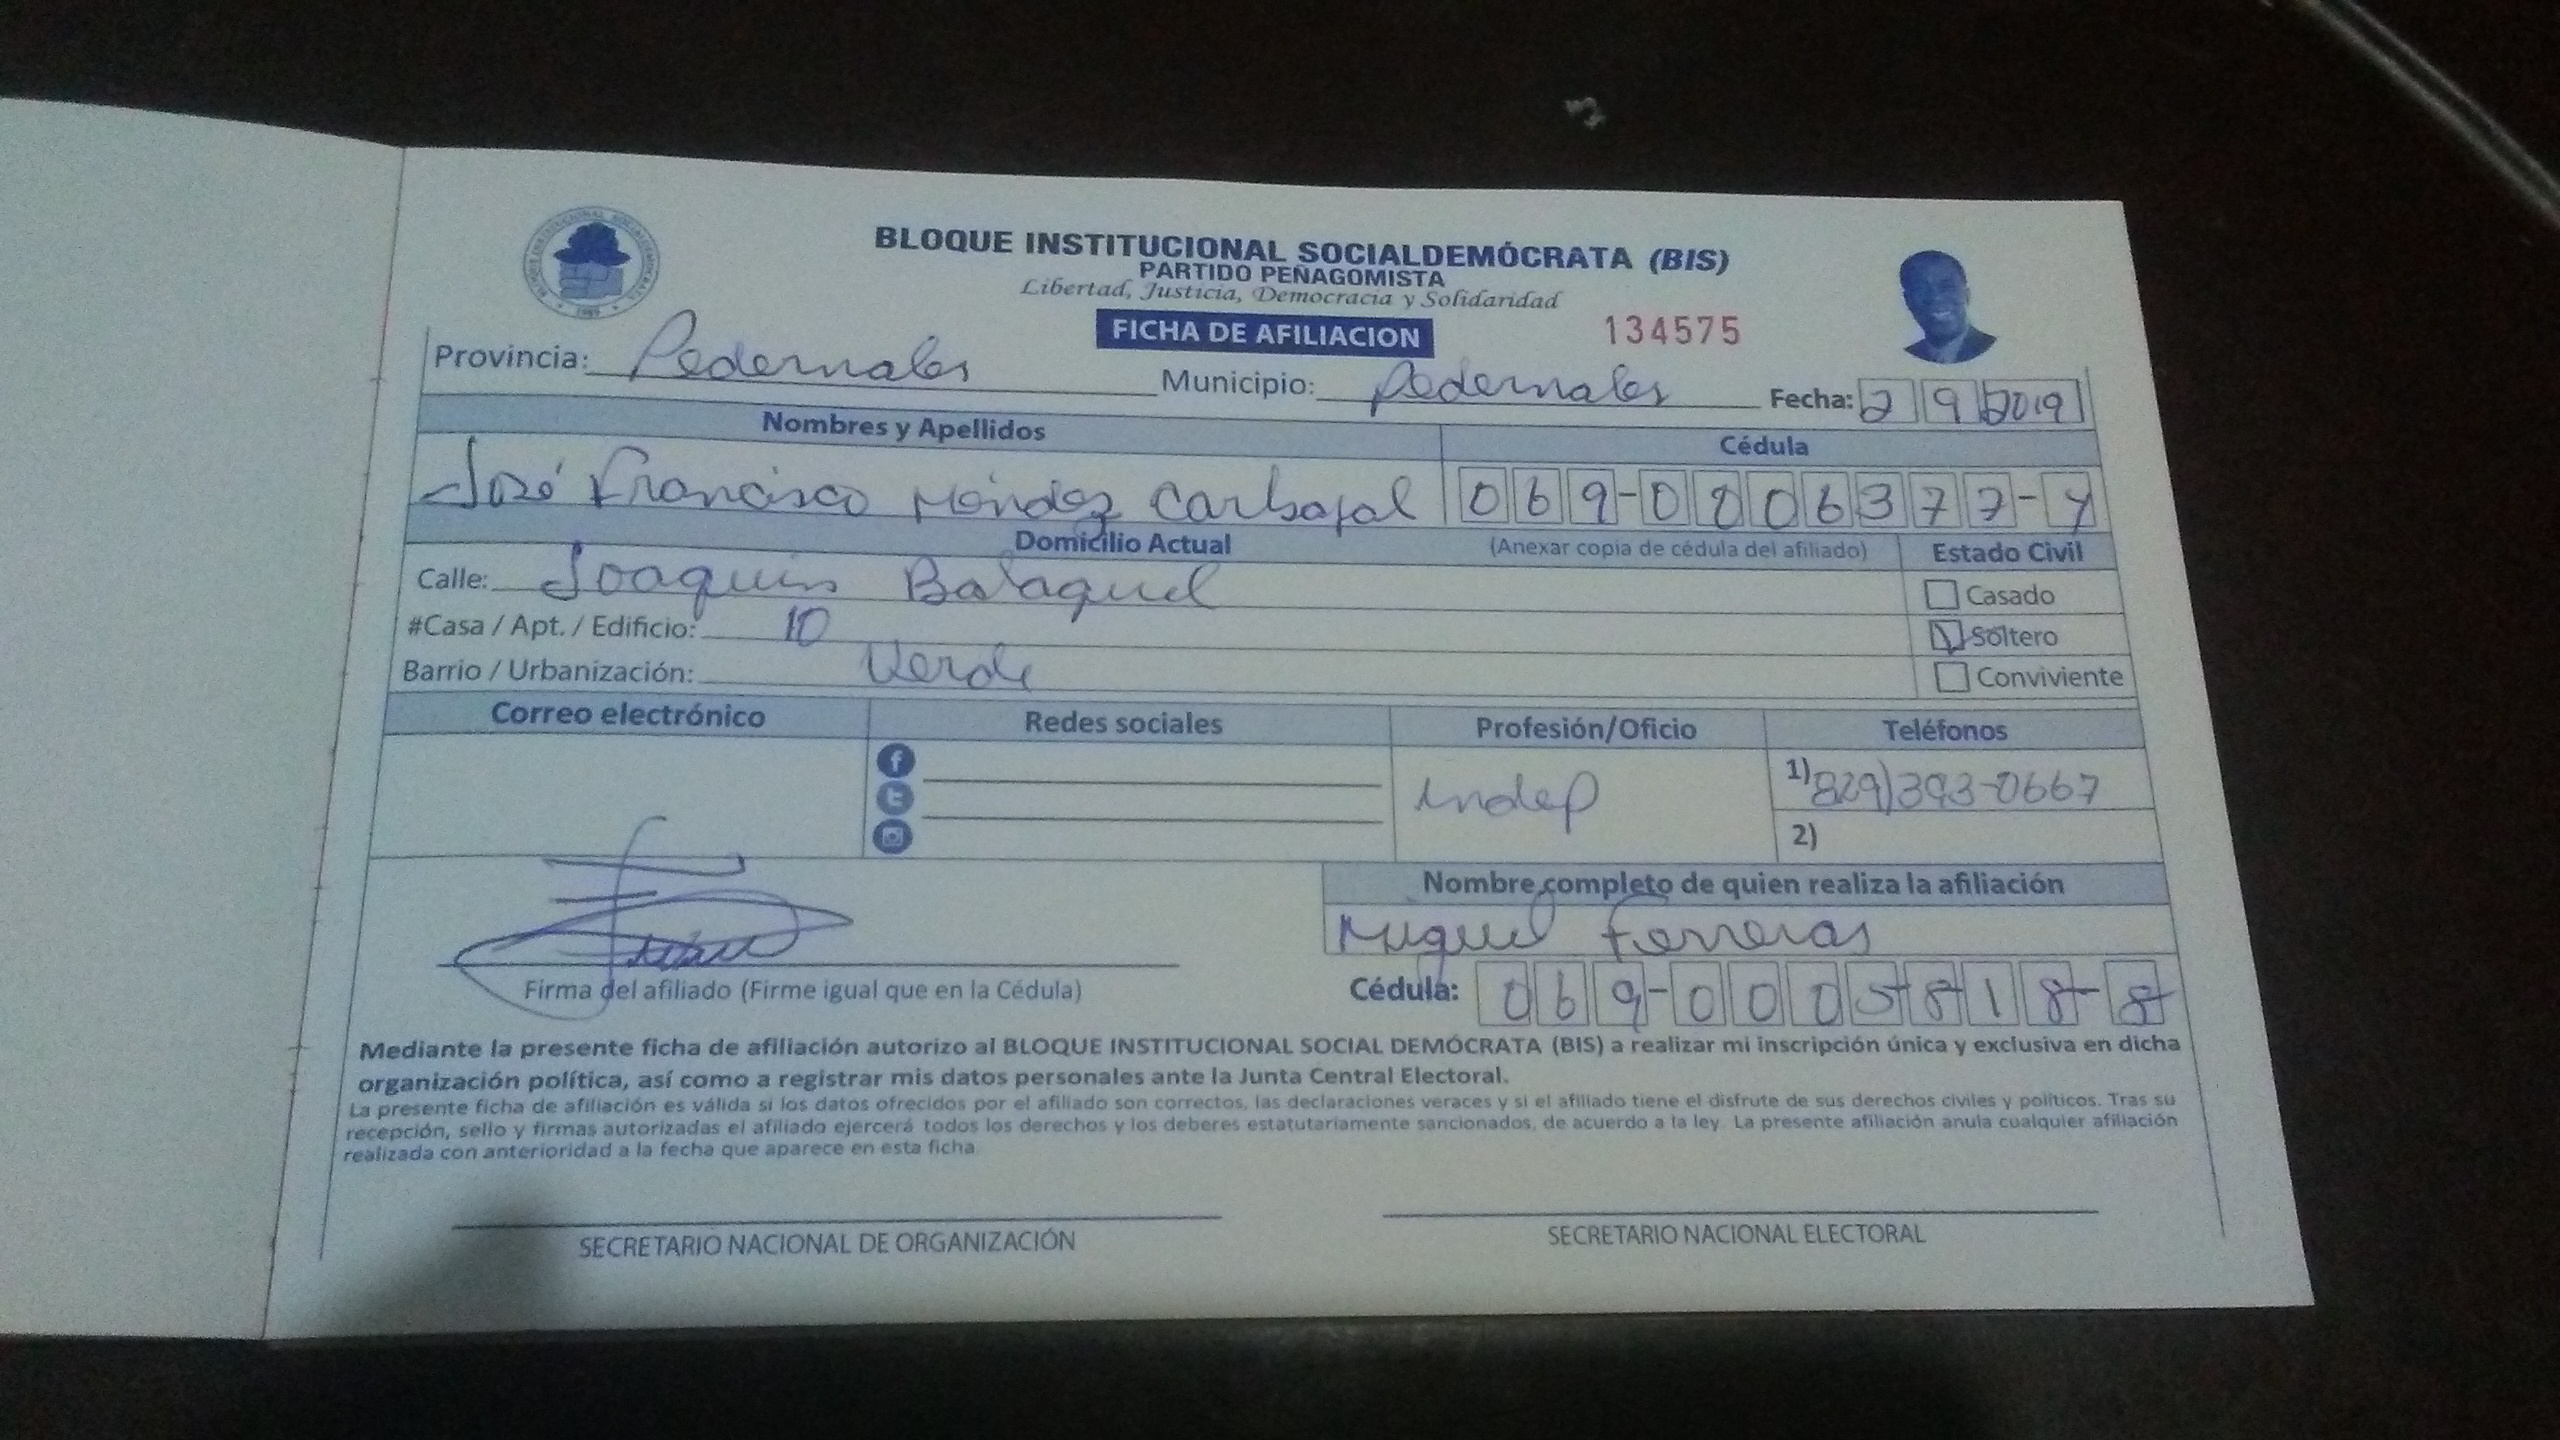 BLOQUE INSTITUCIONAL SOCIALDEMÓCRATA (BIS)
PARTIDO PEÑAGOMISTA
Libertad, Justicia, Democracia y Solidaridad
FICHA DE AFILIACION 134575
Provincia: Pedernales Municipio: Pedernales Fecha: 2 9 2019
Nombres y Apellidos Cédula
José Francisco Méndez Carbajal 069-0006377-4
Domicilio Actual (Anexar copia de cédula del afiliado) Estado Civil
Calle: Joaquin Balaguel Casado
#Casa / Apt. / Edificio: 10 Soltero
Barrio / Urbanización: Verde Conviviente
Correo electrónico Redes sociales Profesión/Oficio Teléfonos
Indep 1) 829) 393-0667
2)
Nombre completo de quien realiza la afiliación
Miguel Ferreras
Firma del afiliado (Firme igual que en la Cédula) Cédula: 069-0005818-8
Mediante la presente ficha de afiliación autorizo al BLOQUE INSTITUCIONAL SOCIAL DEMÓCRATA (BIS) a realizar mi inscripción única y exclusiva en dicha
organización política, así como a registrar mis datos personales ante la Junta Central Electoral.
La presente ficha de afiliación es válida si los datos ofrecidos por el afiliado son correctos, las declaraciones veraces y si el afiliado tiene el disfrute de sus derechos civiles y políticos. Tras su
recepción, sello y firmas autorizadas el afiliado ejercerá todos los derechos y los deberes estatutariamente sancionados, de acuerdo a la ley. La presente afiliación anula cualquier afiliación
realizada con anterioridad a la fecha que aparece en esta ficha.
SECRETARIO NACIONAL DE ORGANIZACIÓN SECRETARIO NACIONAL ELECTORAL